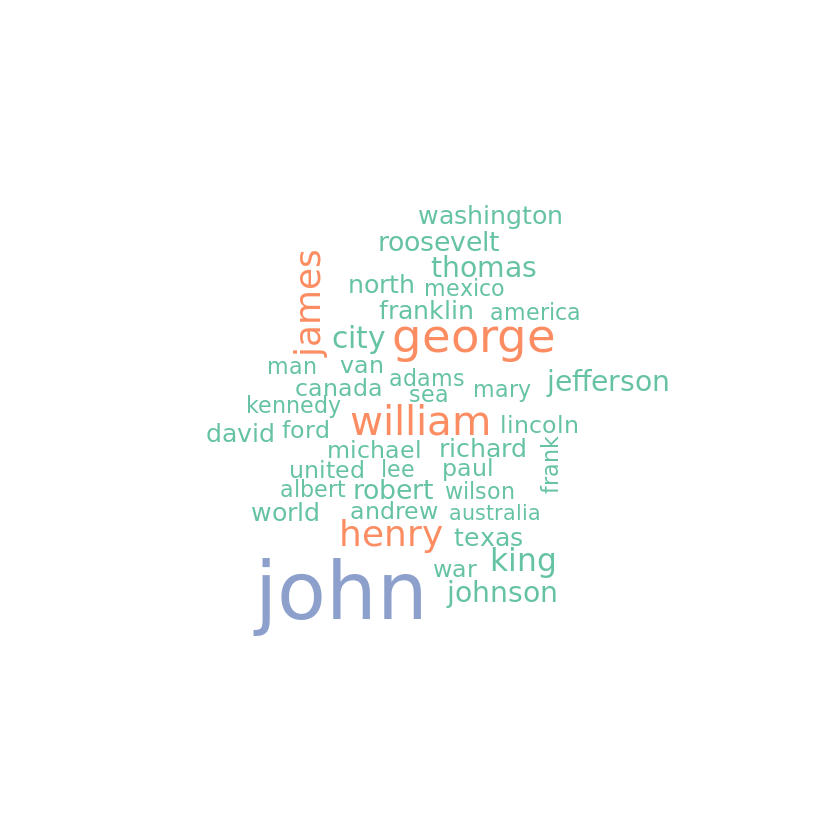 washington
roosevelt
thomas
james
north
mexico
franklin
america
city
george
man
van
adams
jefferson
canada
sea
mary
kennedy
william
lincoln
david
ford
michael
richard
frank
united
lee
paul
albert
robert
wilson
world
andrew
australia
henry
texas
king
war
john
johnson